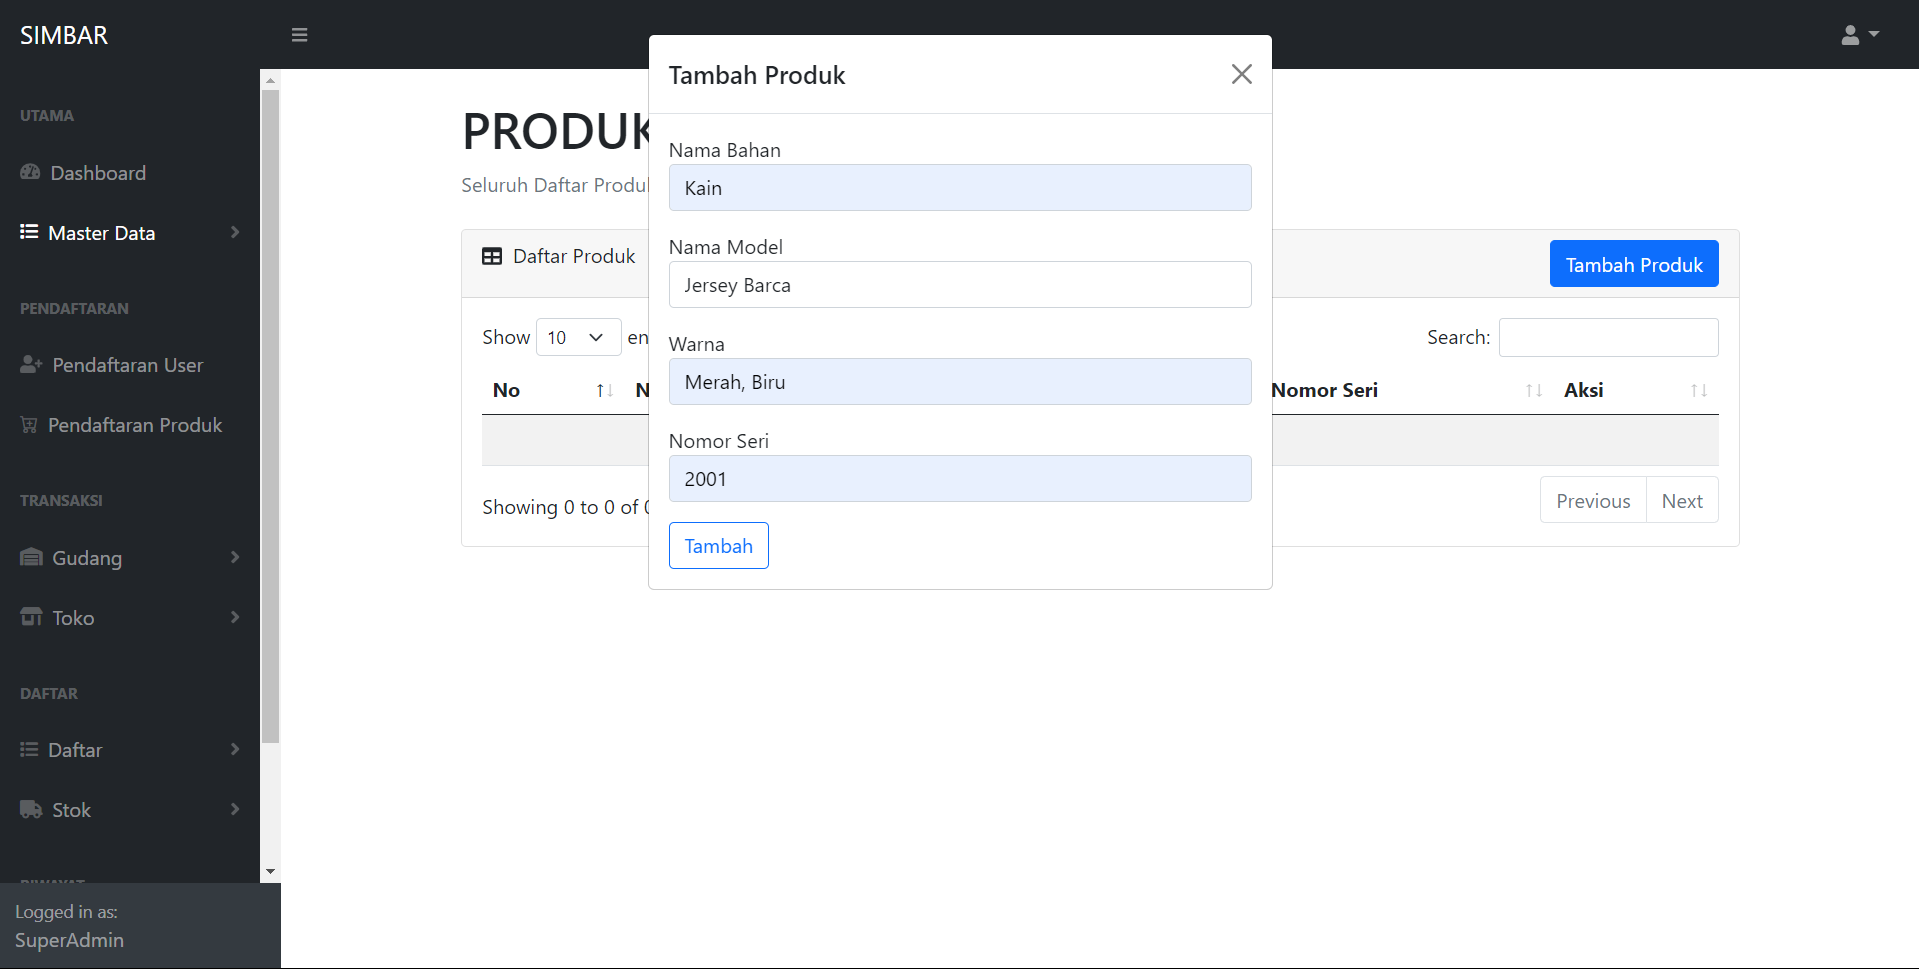 SIMBAR
UTAMA
Dashboard
Master Data
PENDAFTARAN
Pendaftaran User
Pendaftaran Produk
TRANSAKSI
Gudang
Toko
DAFTAR
Daftar
Stok
Logged in as:
SuperAdmin
PRODUK
Seluruh Daftar Produk
Daftar Produk
Tambah Produk
Show 10
Search:
No
Nomor Seri
Aksi
Showing 0 to 0 of 0
Previous
Next
Tambah Produk
Nama Bahan
Kain
Nama Model
Jersey Barca
Warna
Merah, Biru
Nomor Seri
2001
Tambah